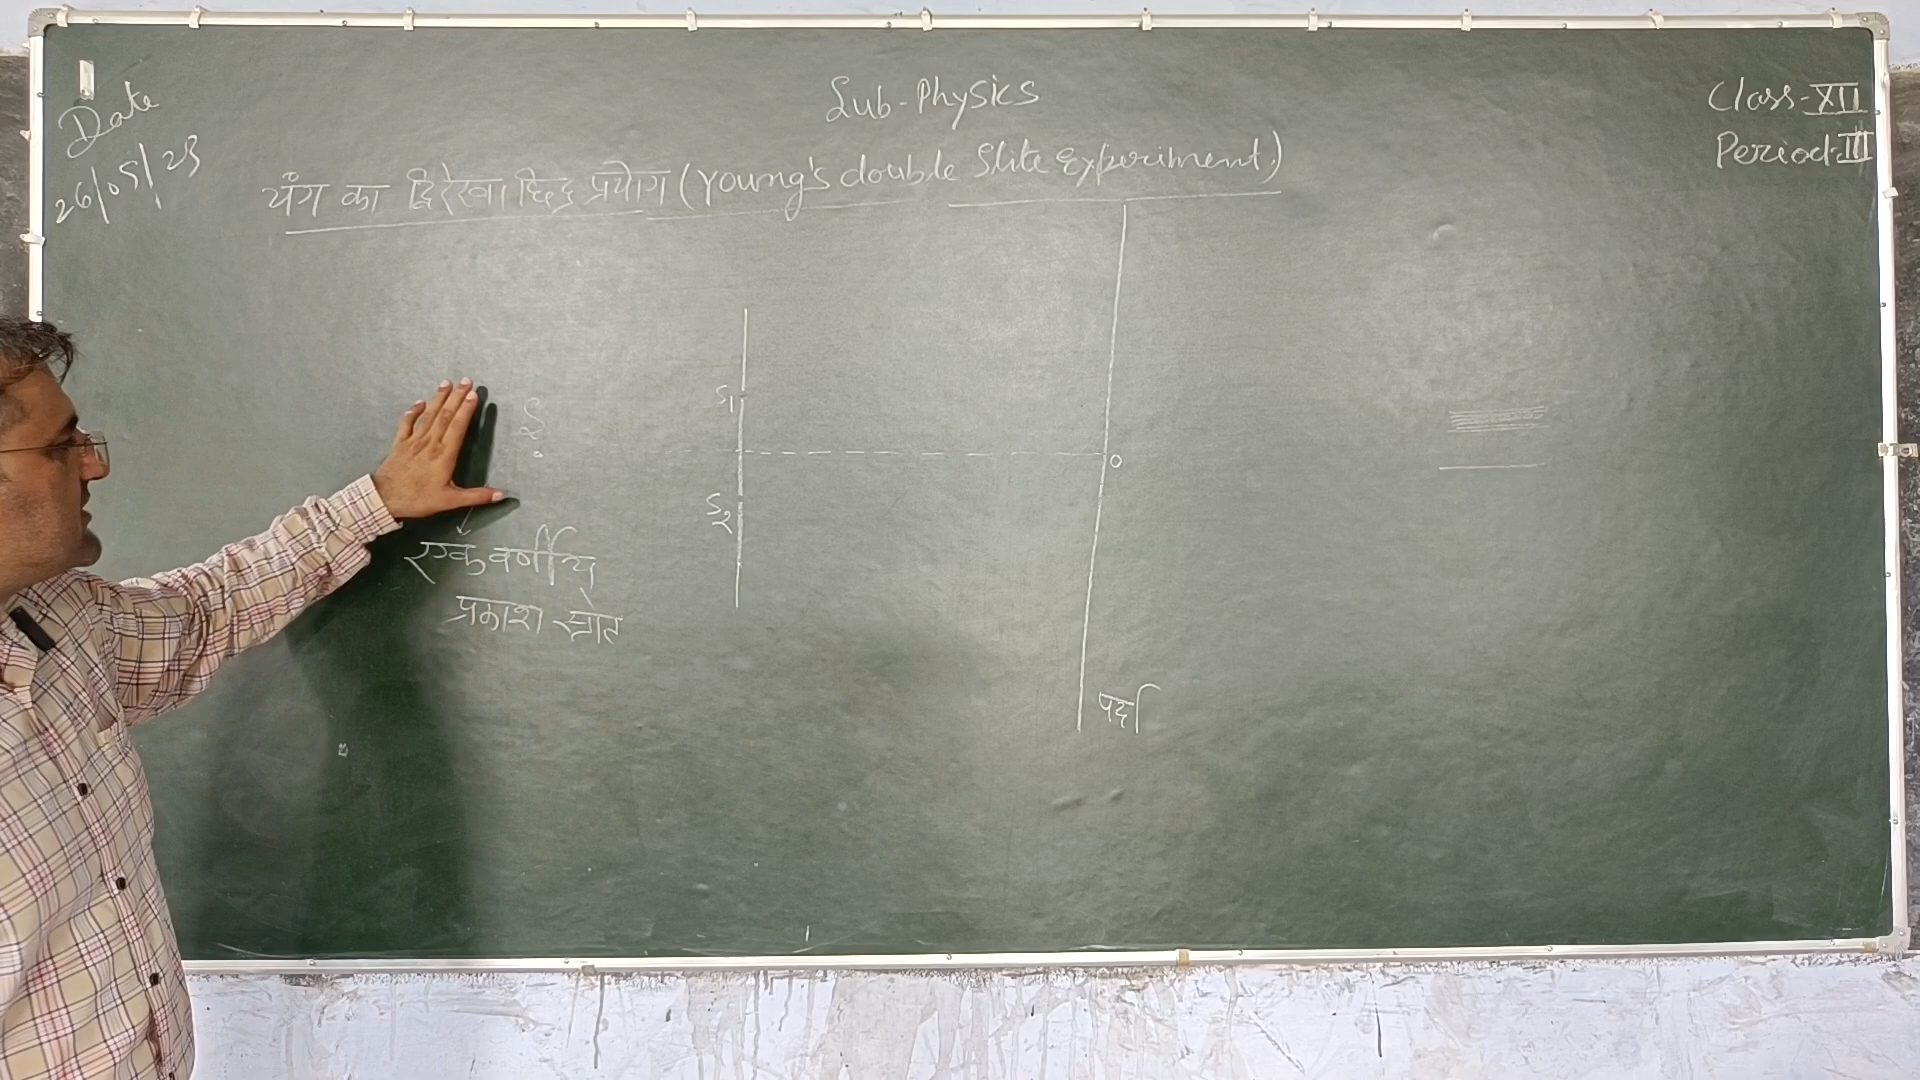 Date
26/05/23
Sub-Physics
Class-XII
Period-III
यंग का द्विरेखा छिद्र प्रयोग (Young's double Slite Experiment.)
S
S1
S2
O
एकवर्णीय
प्रकाश स्रोत
पर्दा